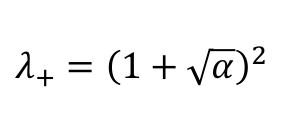 λ₊ = (1 + √α)²